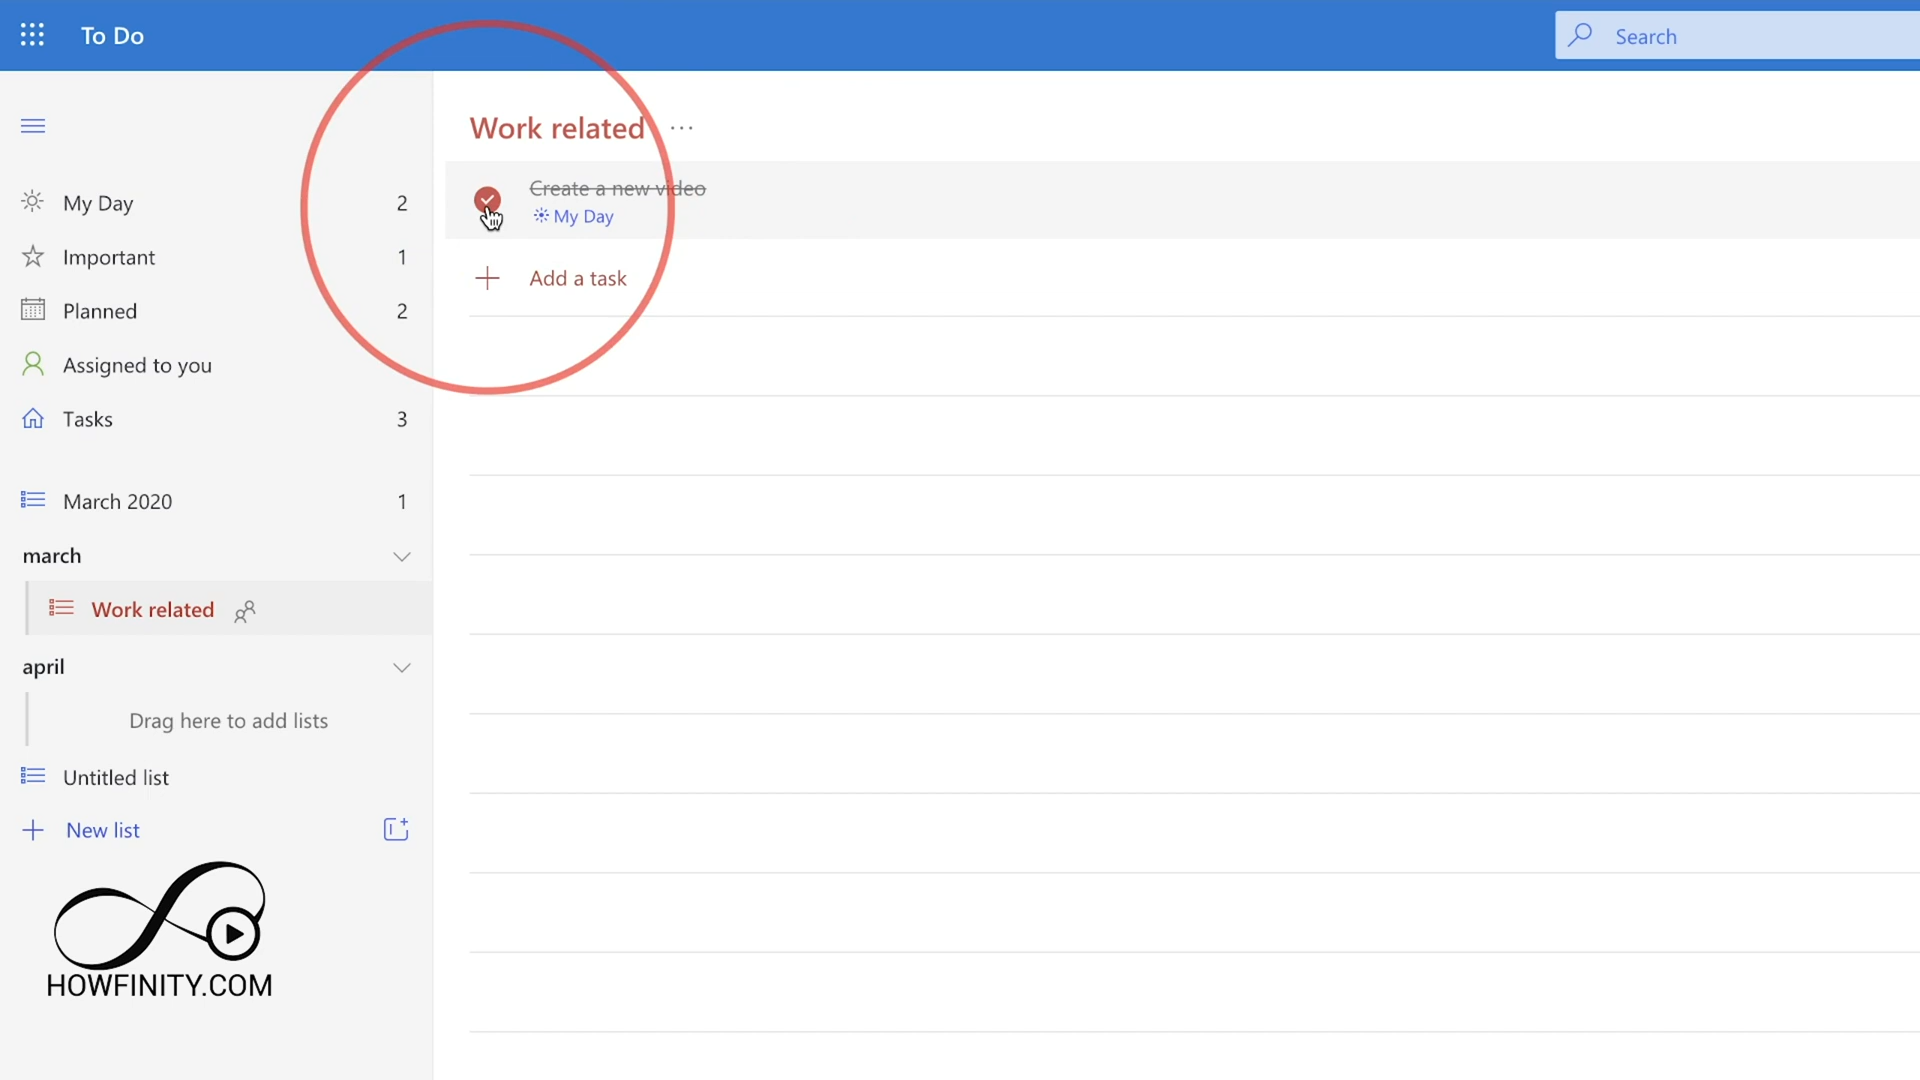 To Do
Search
My Day 2
Important 1
Planned 2
Assigned to you
Tasks 3
March 2020 1
march
Work related
april
Drag here to add lists
Untitled list
New list
HOWFINITY.COM
Work related ...
Create a new video
My Day
Add a task